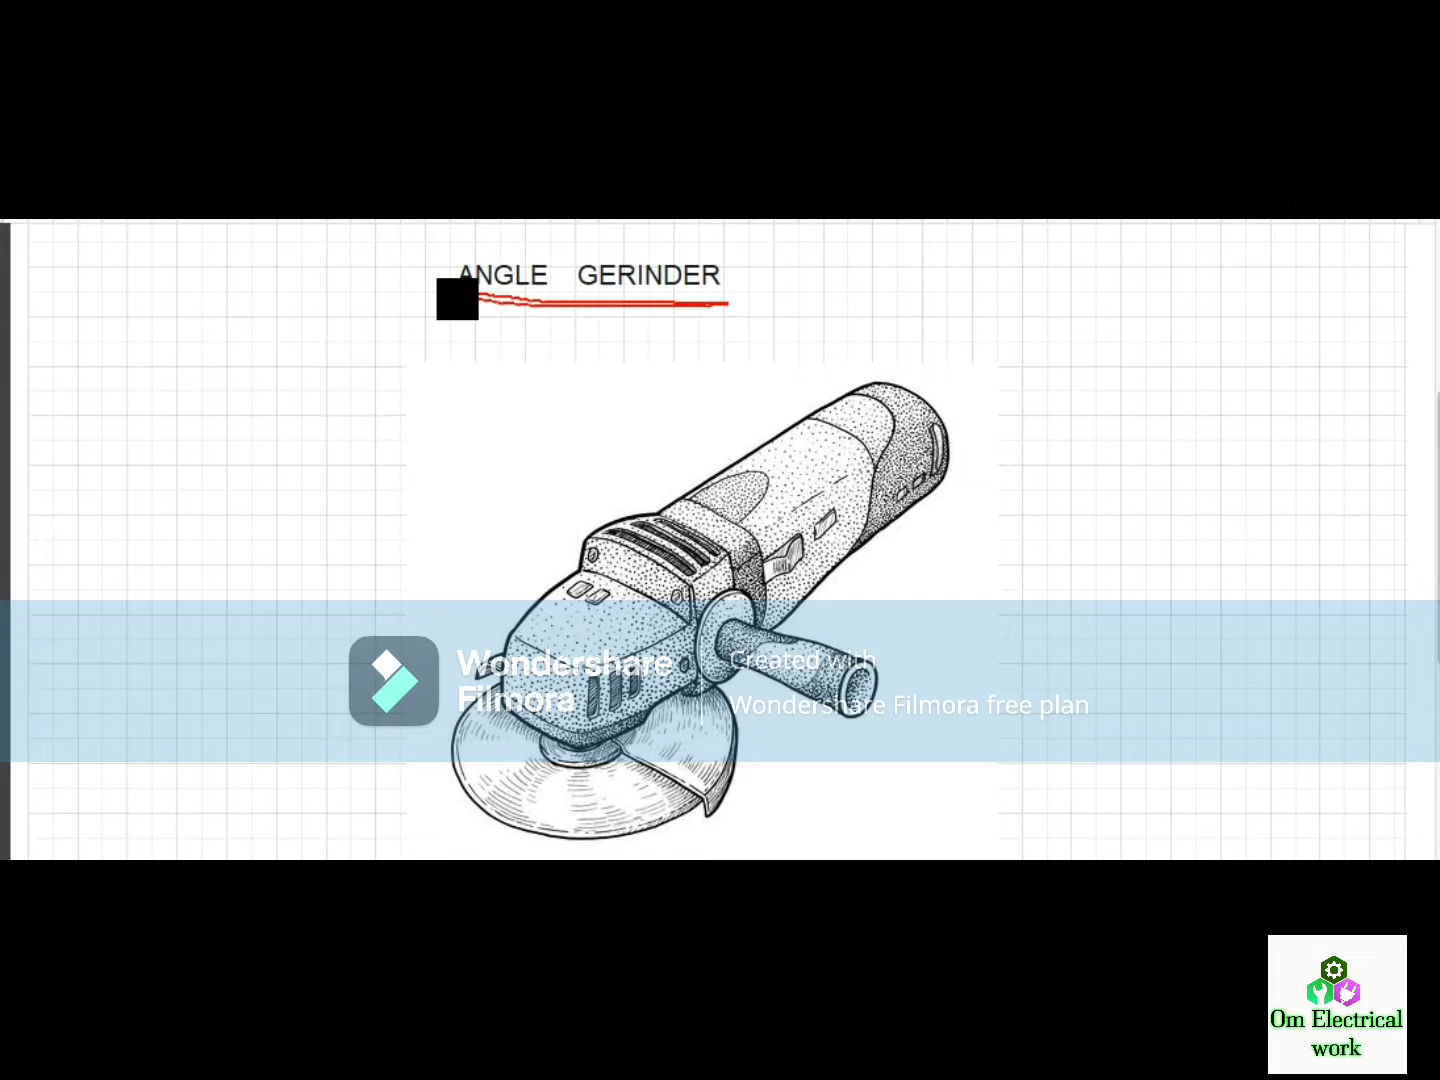 ANGLE GERINDER
Wondershare
Filmora
Created with
Wondershare Filmora free plan
Om Electrical
work